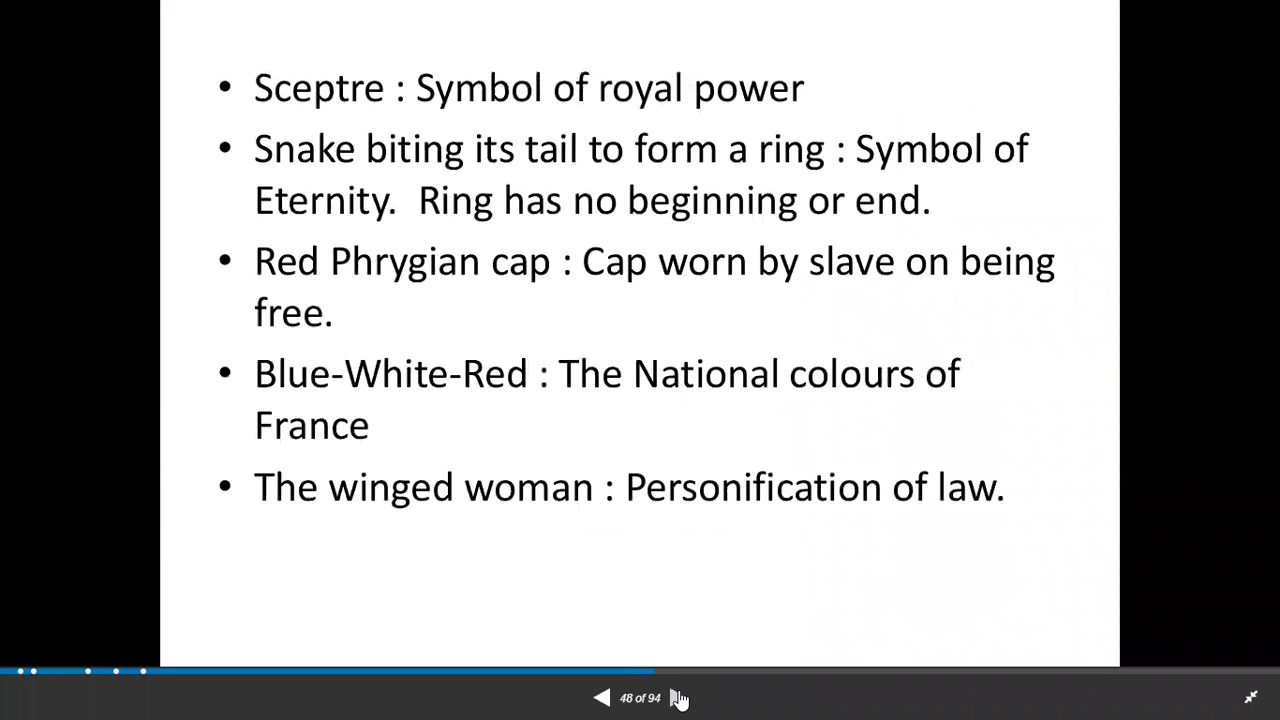 • Sceptre : Symbol of royal power
• Snake biting its tail to form a ring : Symbol of
Eternity.  Ring has no beginning or end.
• Red Phrygian cap : Cap worn by slave on being
free.
• Blue-White-Red : The National colours of
France
• The winged woman : Personification of law.
48 of 94